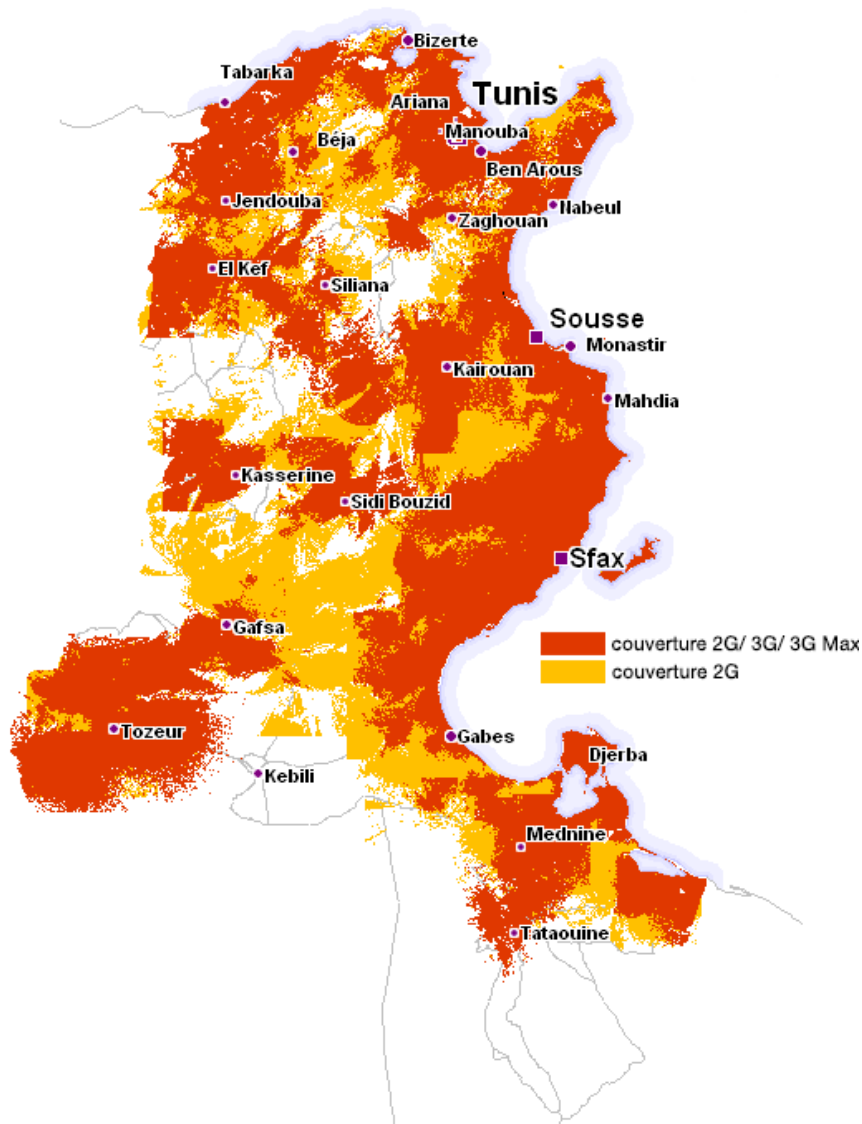 Bizerte
Tabarka
Ariana
Tunis
Manouba
Béja
Ben Arous
Jendouba
Nabeul
Zaghouan
El Kef
Siliana
Sousse
Monastir
Kairouan
Mahdia
Kasserine
Sidi Bouzid
Sfax
Gafsa
couverture 2G/ 3G/ 3G Max
couverture 2G
Tozeur
Gabes
Djerba
Kebili
Mednine
Tataouine